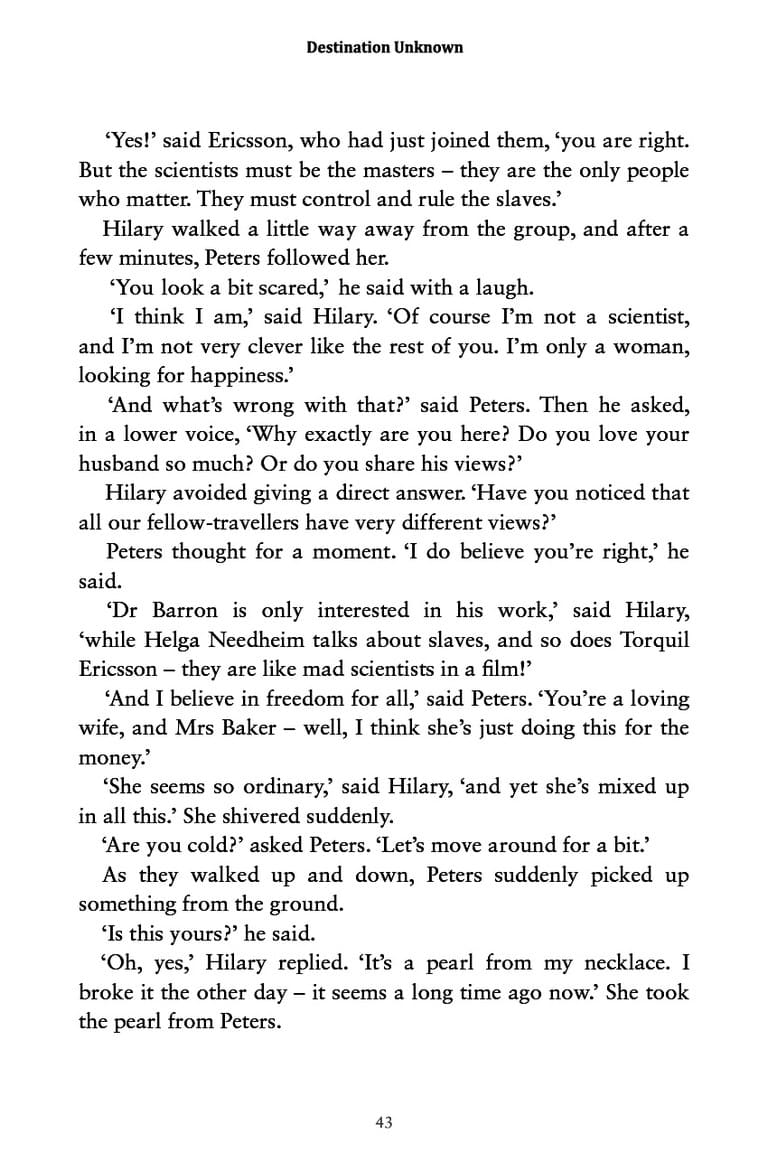 Destination Unknown
‘Yes!’ said Ericsson, who had just joined them, ‘you are right.
But the scientists must be the masters – they are the only people
who matter. They must control and rule the slaves.’
Hilary walked a little way away from the group, and after a
few minutes, Peters followed her.
‘You look a bit scared,’ he said with a laugh.
‘I think I am,’ said Hilary. ‘Of course I’m not a scientist,
and I’m not very clever like the rest of you. I’m only a woman,
looking for happiness.’
‘And what’s wrong with that?’ said Peters. Then he asked,
in a lower voice, ‘Why exactly are you here? Do you love your
husband so much? Or do you share his views?’
Hilary avoided giving a direct answer. ‘Have you noticed that
all our fellow-travellers have very different views?’
Peters thought for a moment. ‘I do believe you’re right,’ he
said.
‘Dr Barron is only interested in his work,’ said Hilary,
‘while Helga Needheim talks about slaves, and so does Torquil
Ericsson – they are like mad scientists in a film!’
‘And I believe in freedom for all,’ said Peters. ‘You’re a loving
wife, and Mrs Baker – well, I think she’s just doing this for the
money.’
‘She seems so ordinary,’ said Hilary, ‘and yet she’s mixed up
in all this.’ She shivered suddenly.
‘Are you cold?’ asked Peters. ‘Let’s move around for a bit.’
As they walked up and down, Peters suddenly picked up
something from the ground.
‘Is this yours?’ he said.
‘Oh, yes,’ Hilary replied. ‘It’s a pearl from my necklace. I
broke it the other day – it seems a long time ago now.’ She took
the pearl from Peters.
43